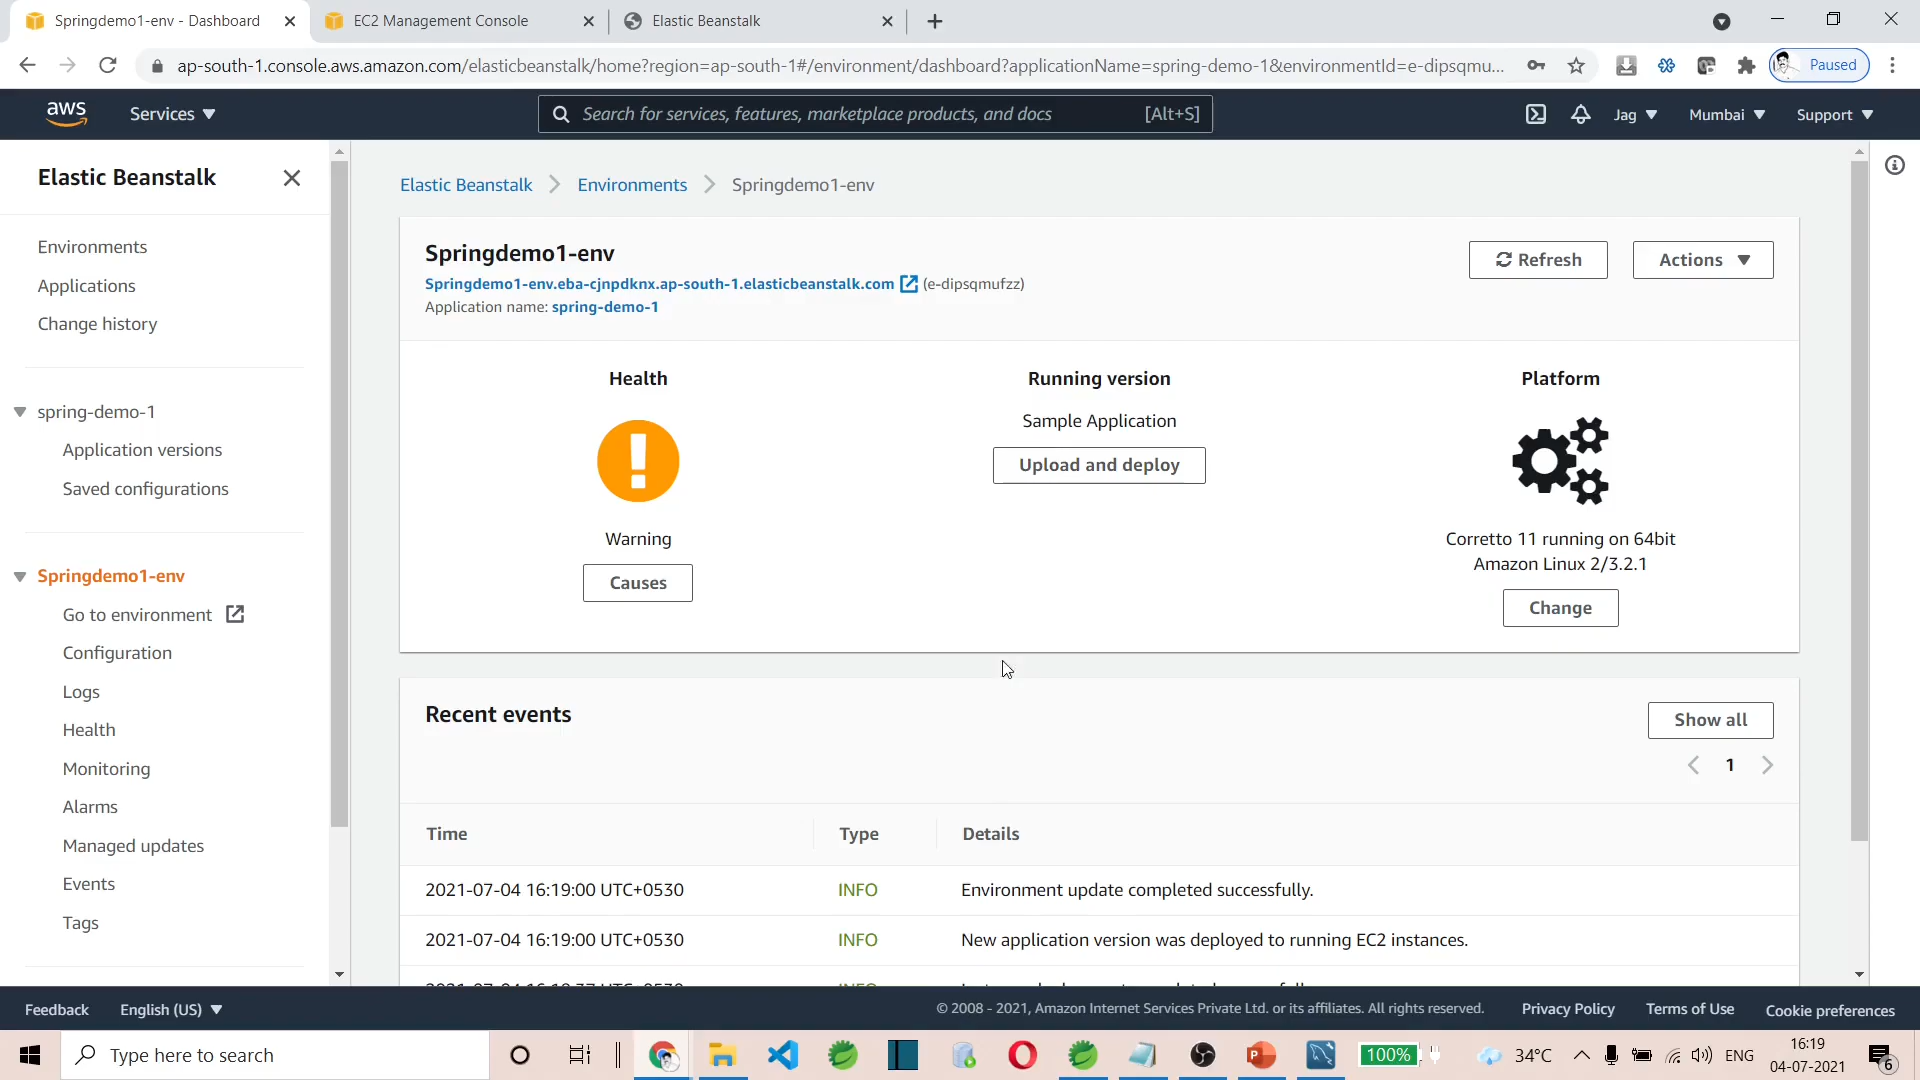 Springdemo1-env - Dashboard
EC2 Management Console
Elastic Beanstalk
ap-south-1.console.aws.amazon.com/elasticbeanstalk/home?region=ap-south-1#/environment/dashboard?applicationName=spring-demo-1&environmentId=e-dipsqmu...
Paused
aws
Services
Search for services, features, marketplace products, and docs
[Alt+S]
Jag
Mumbai
Support
Elastic Beanstalk
Environments
Applications
Change history
spring-demo-1
Application versions
Saved configurations
Springdemo1-env
Go to environment
Configuration
Logs
Health
Monitoring
Alarms
Managed updates
Events
Tags
Elastic Beanstalk
Environments
Springdemo1-env
Springdemo1-env
Springdemo1-env.eba-cjnpdknx.ap-south-1.elasticbeanstalk.com (e-dipsqmufzz)
Application name: spring-demo-1
Refresh
Actions
Health
Warning
Causes
Running version
Sample Application
Upload and deploy
Platform
Corretto 11 running on 64bit
Amazon Linux 2/3.2.1
Change
Recent events
Show all
1
Time Type Details
2021-07-04 16:19:00 UTC+0530 INFO Environment update completed successfully.
2021-07-04 16:19:00 UTC+0530 INFO New application version was deployed to running EC2 instances.
Feedback
English (US)
© 2008 - 2021, Amazon Internet Services Private Ltd. or its affiliates. All rights reserved.
Privacy Policy
Terms of Use
Cookie preferences
Type here to search
100%
34°C
ENG
16:19
04-07-2021
6